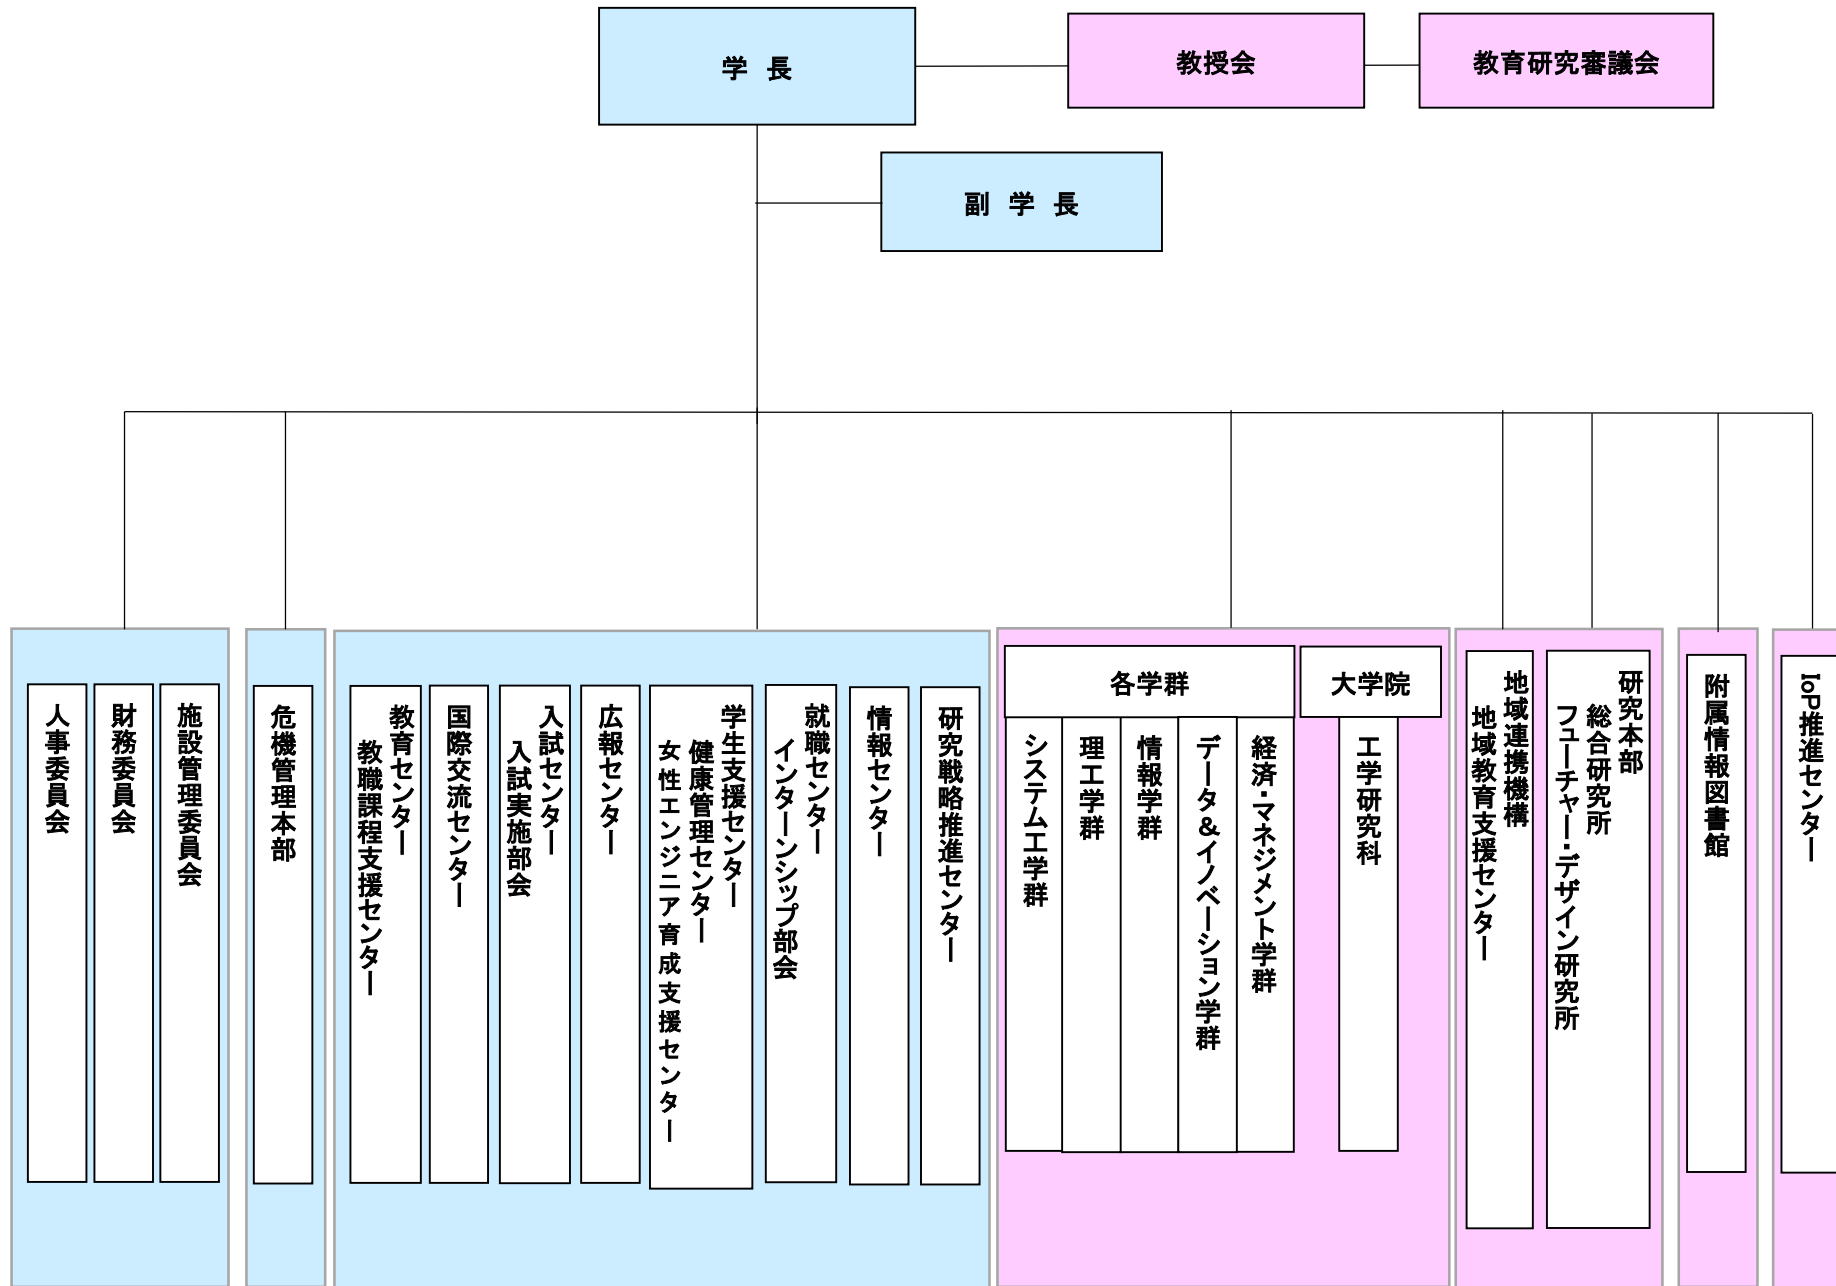 学 長
教授会
教育研究審議会
副 学 長
人事委員会
財務委員会
施設管理委員会
危機管理本部
教育センター
教職課程支援センター
国際交流センター
入試センター
入試実施部会
広報センター
学生支援センター
健康管理センター
女性エンジニア育成支援センター
就職センター
インターンシップ部会
情報センター
研究戦略推進センター
各学群
システム工学群
理工学群
情報学群
データ&イノベーション学群
経済・マネジメント学群
大学院
工学研究科
地域連携機構
地域教育支援センター
研究本部
総合研究所
フューチャー・デザイン研究所
附属情報図書館
IoP推進センター